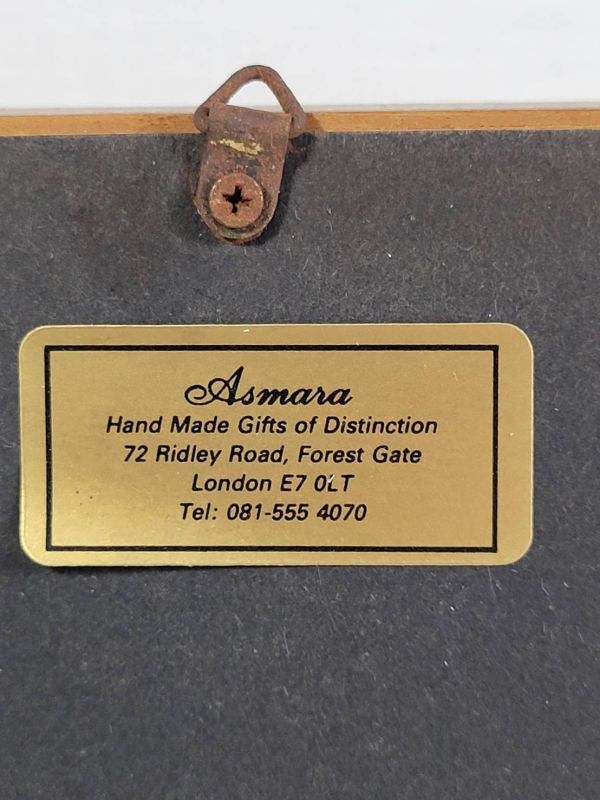 Asmara
Hand Made Gifts of Distinction
72 Ridley Road, Forest Gate
London E7 0LT
Tel: 081-555 4070